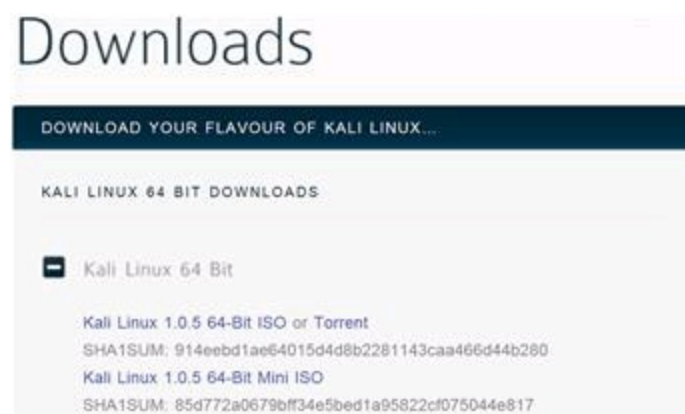 Downloads
DOWNLOAD YOUR FLAVOUR OF KALI LINUX...
KALI LINUX 64 BIT DOWNLOADS
Kali Linux 64 Bit
Kali Linux 1.0.5 64-Bit ISO or Torrent
SHA1SUM: 914eebd1ae64015d4d8b2281143caa466d44b280
Kali Linux 1.0.5 64-Bit Mini ISO
SHA1SUM: 85d772a0679bff34e5bed1a95822cf075044e817